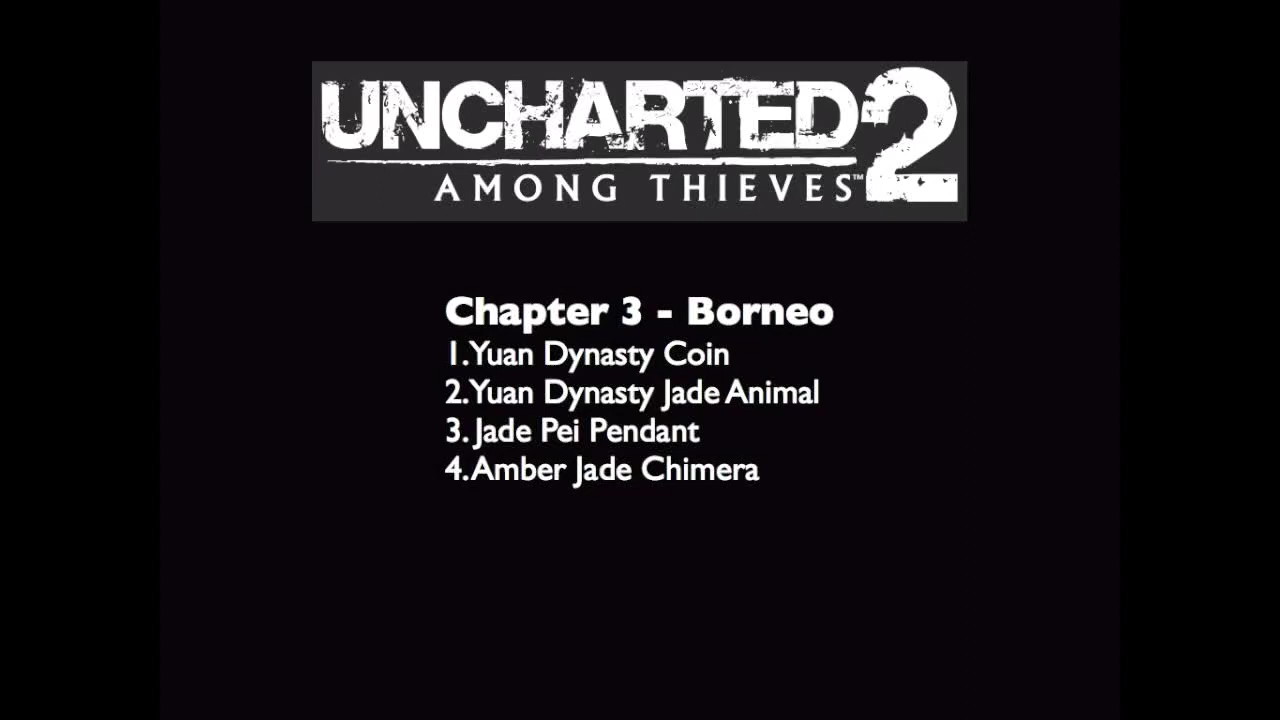 UNCHARTED 2
AMONG THIEVES™
Chapter 3 - Borneo
1. Yuan Dynasty Coin
2. Yuan Dynasty Jade Animal
3. Jade Pei Pendant
4. Amber Jade Chimera